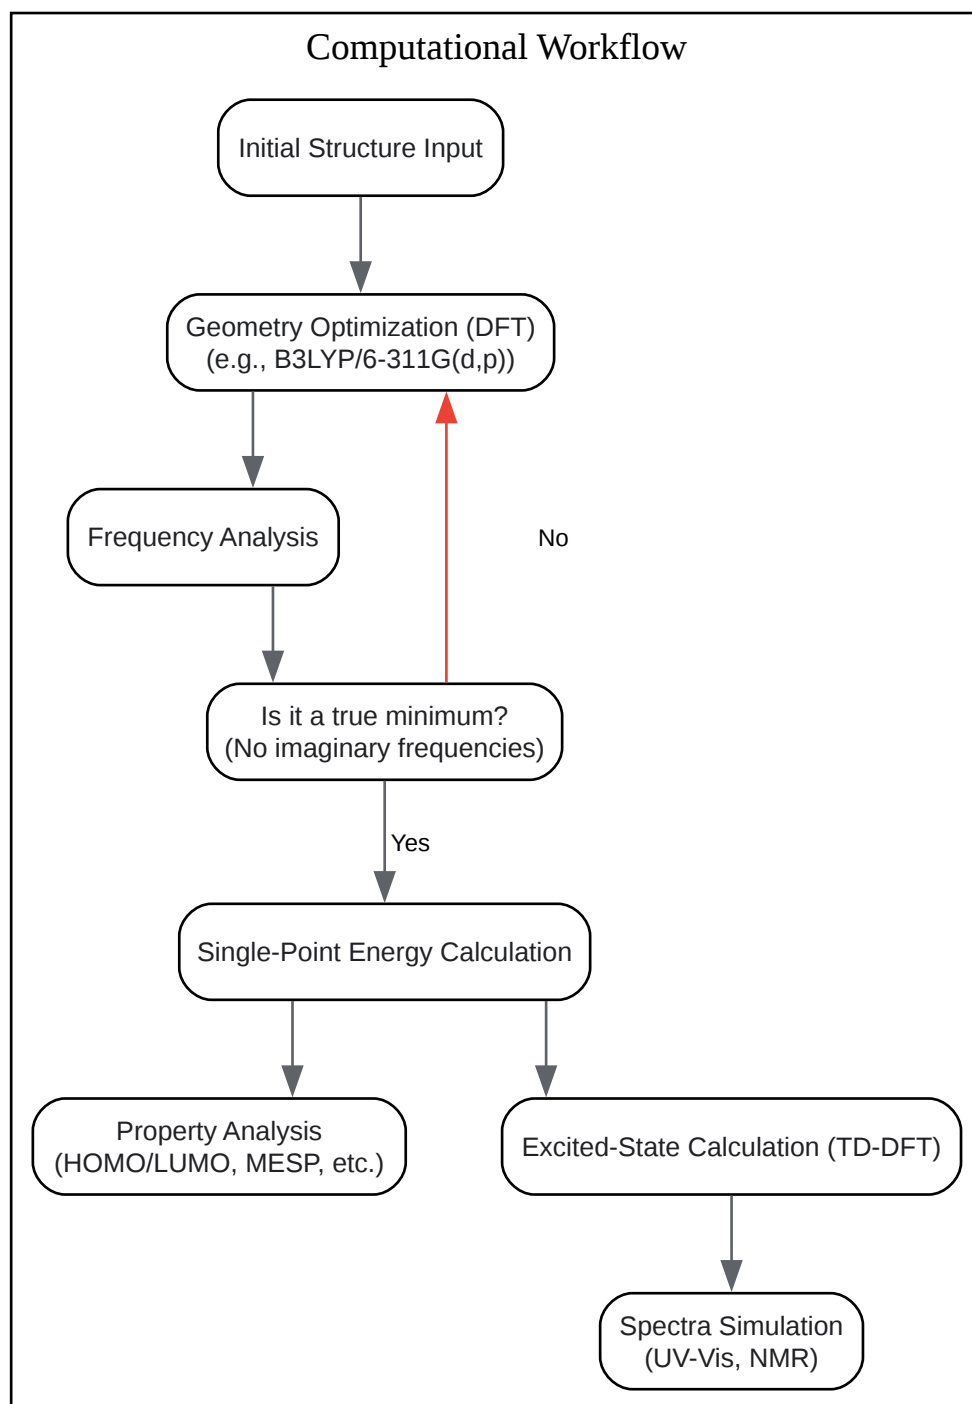 Computational Workflow
Initial Structure Input
Geometry Optimization (DFT)
(e.g., B3LYP/6-311G(d,p))
Frequency Analysis
No
Is it a true minimum?
(No imaginary frequencies)
Yes
Single-Point Energy Calculation
Property Analysis
(HOMO/LUMO, MESP, etc.)
Excited-State Calculation (TD-DFT)
Spectra Simulation
(UV-Vis, NMR)